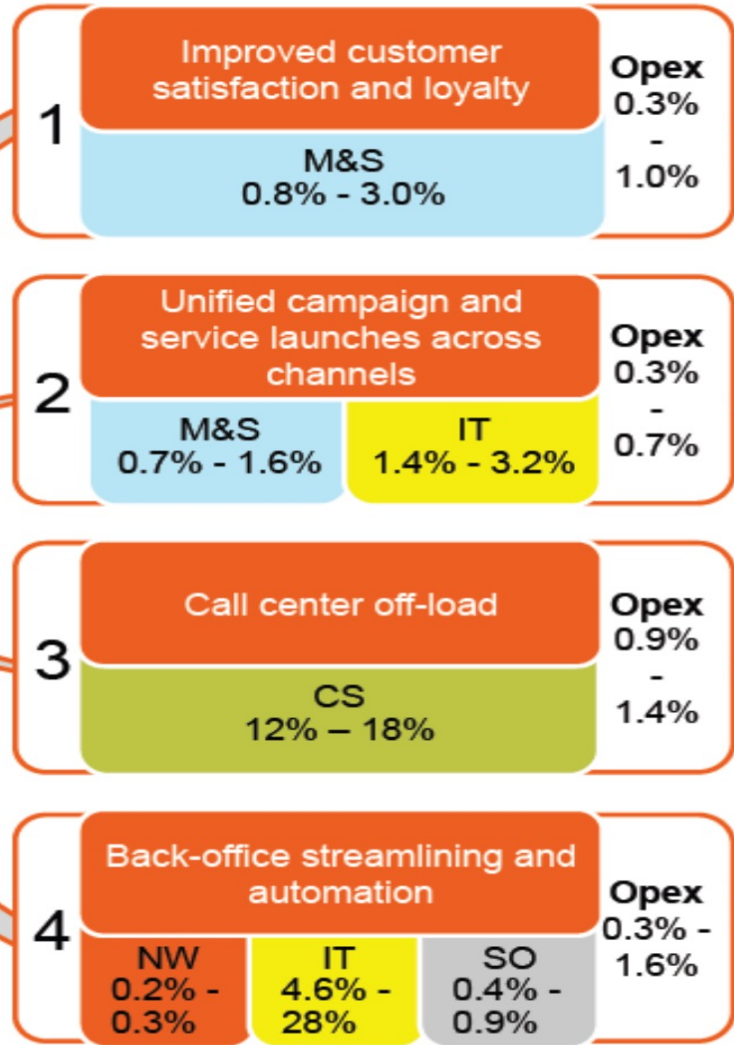 1
Improved customer
satisfaction and loyalty
M&S
0.8% - 3.0%
Opex
0.3%
-
1.0%
2
Unified campaign and
service launches across
channels
M&S
0.7% - 1.6%
IT
1.4% - 3.2%
Opex
0.3%
-
0.7%
3
Call center off-load
CS
12% – 18%
Opex
0.9%
-
1.4%
4
Back-office streamlining and
automation
NW
0.2% -
0.3%
IT
4.6% -
28%
SO
0.4% -
0.9%
Opex
0.3% -
1.6%